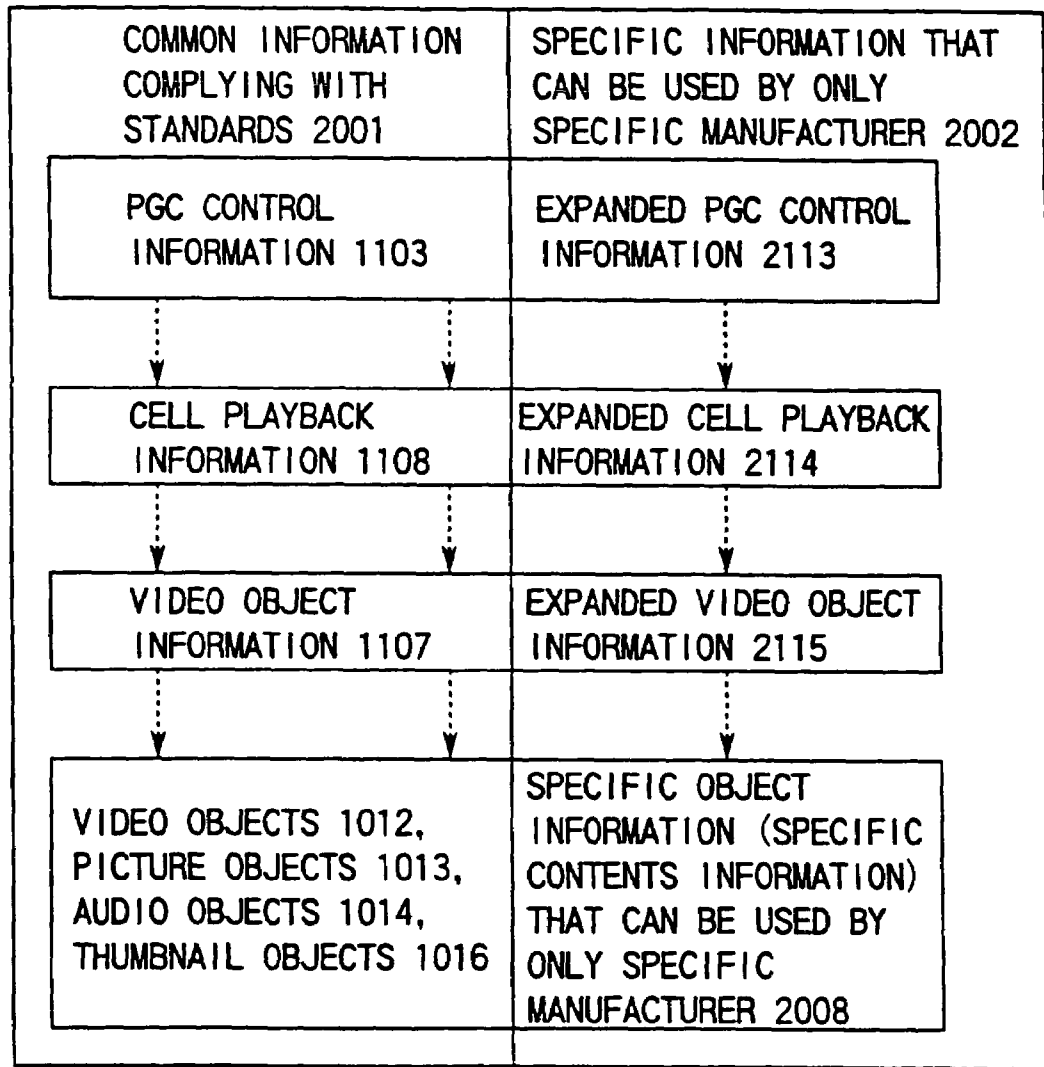 COMMON INFORMATION
COMPLYING WITH
STANDARDS 2001
SPECIFIC INFORMATION THAT
CAN BE USED BY ONLY
SPECIFIC MANUFACTURER 2002
PGC CONTROL
INFORMATION 1103
EXPANDED PGC CONTROL
INFORMATION 2113
CELL PLAYBACK
INFORMATION 1108
EXPANDED CELL PLAYBACK
INFORMATION 2114
VIDEO OBJECT
INFORMATION 1107
EXPANDED VIDEO OBJECT
INFORMATION 2115
VIDEO OBJECTS 1012,
PICTURE OBJECTS 1013,
AUDIO OBJECTS 1014,
THUMBNAIL OBJECTS 1016
SPECIFIC OBJECT
INFORMATION (SPECIFIC
CONTENTS INFORMATION)
THAT CAN BE USED BY
ONLY SPECIFIC
MANUFACTURER 2008